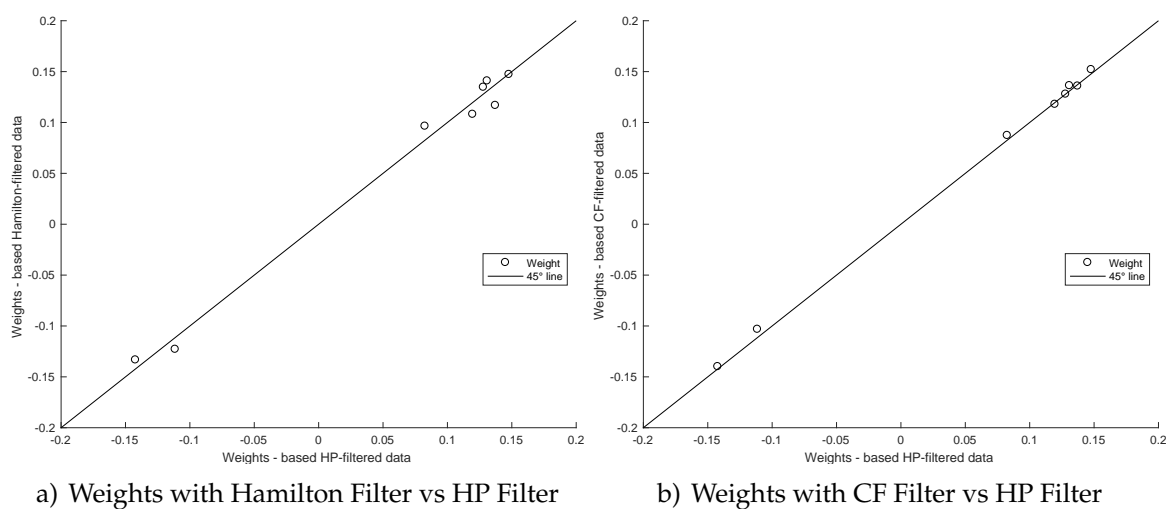 0.2
0.15
0.1
0.05
0
-0.05
-0.1
-0.15
-0.2
Weights - based Hamilton-filtered data
Weight
45° line
-0.2 -0.15 -0.1 -0.05 0 0.05 0.1 0.15 0.2
Weights - based HP-filtered data
a) Weights with Hamilton Filter vs HP Filter
0.2
0.15
0.1
0.05
0
-0.05
-0.1
-0.15
-0.2
Weights - based CF-filtered data
Weight
45° line
-0.2 -0.15 -0.1 -0.05 0 0.05 0.1 0.15 0.2
Weights - based HP-filtered data
b) Weights with CF Filter vs HP Filter